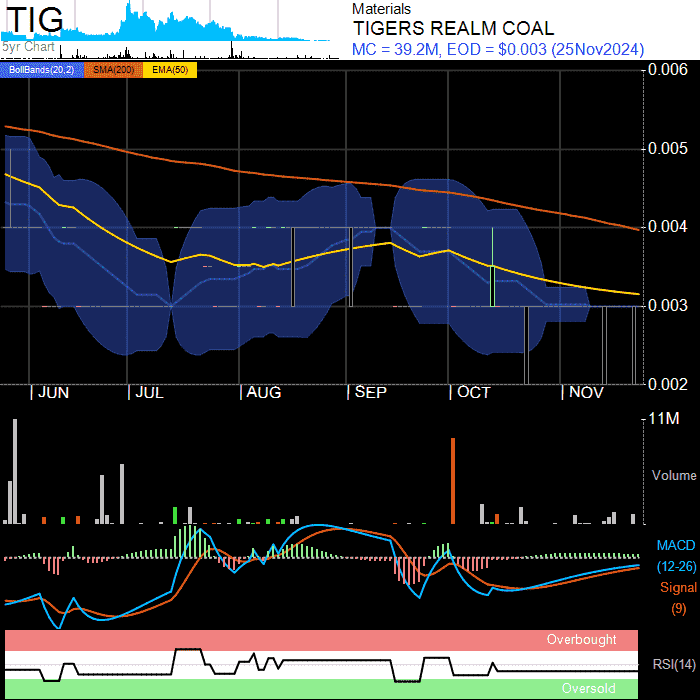 TIG
5yr Chart
Materials
TIGERS REALM COAL
MC = 39.2M, EOD = $0.003 (25Nov2024)
BollBands(20,2) SMA(200) EMA(50)
0.006
0.005
0.004
0.003
0.002
JUN JUL AUG SEP OCT NOV
11M
Volume
MACD
(12-26)
Signal
(9)
Overbought
RSI(14)
Oversold